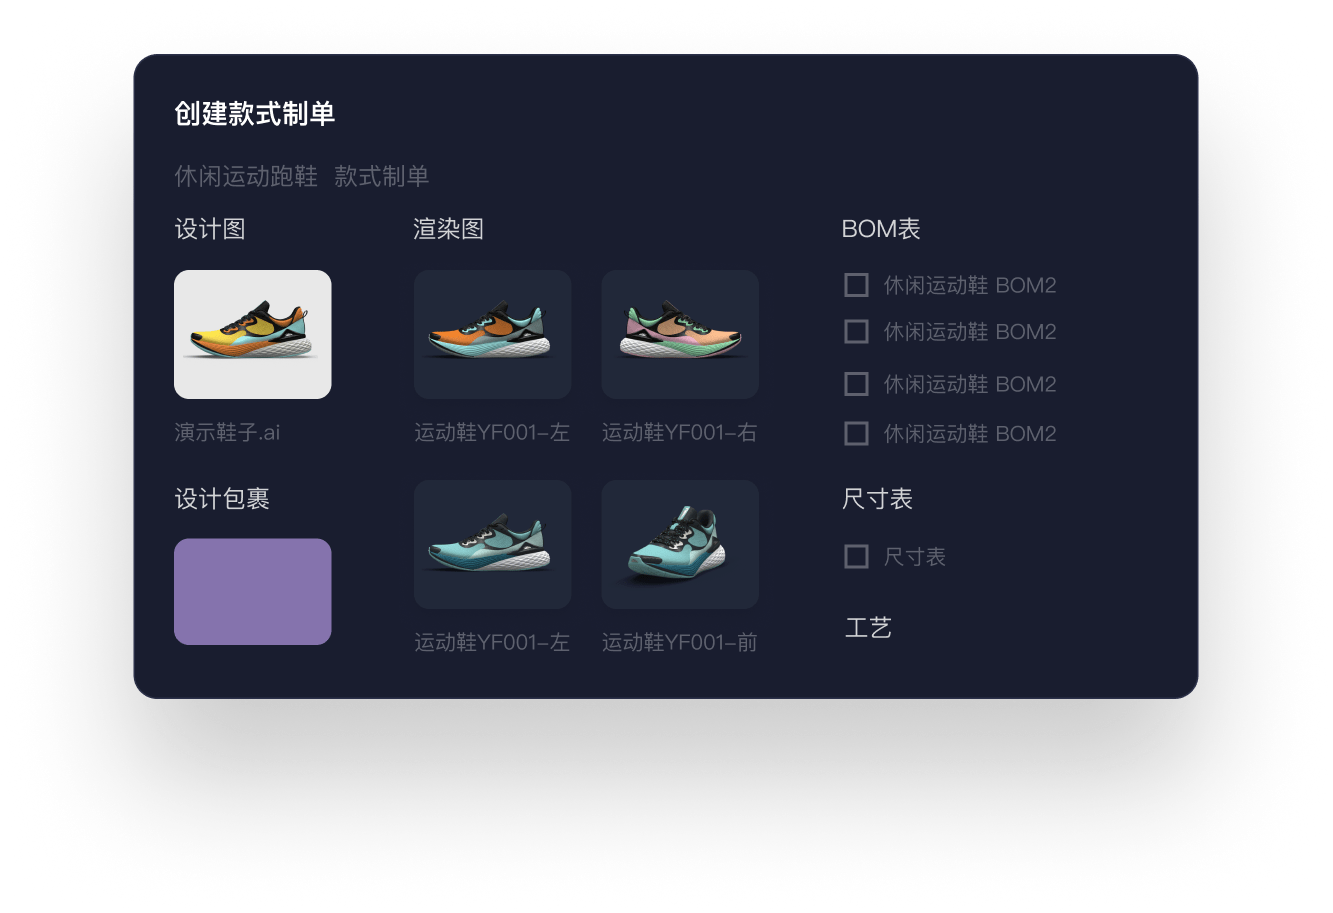 创建款式制单
休闲运动跑鞋 款式制单
设计图
演示鞋子.ai
设计包裹
渲染图
运动鞋YF001-左
运动鞋YF001-右
运动鞋YF001-左
运动鞋YF001-前
BOM表
休闲运动鞋 BOM2
休闲运动鞋 BOM2
休闲运动鞋 BOM2
休闲运动鞋 BOM2
尺寸表
尺寸表
工艺